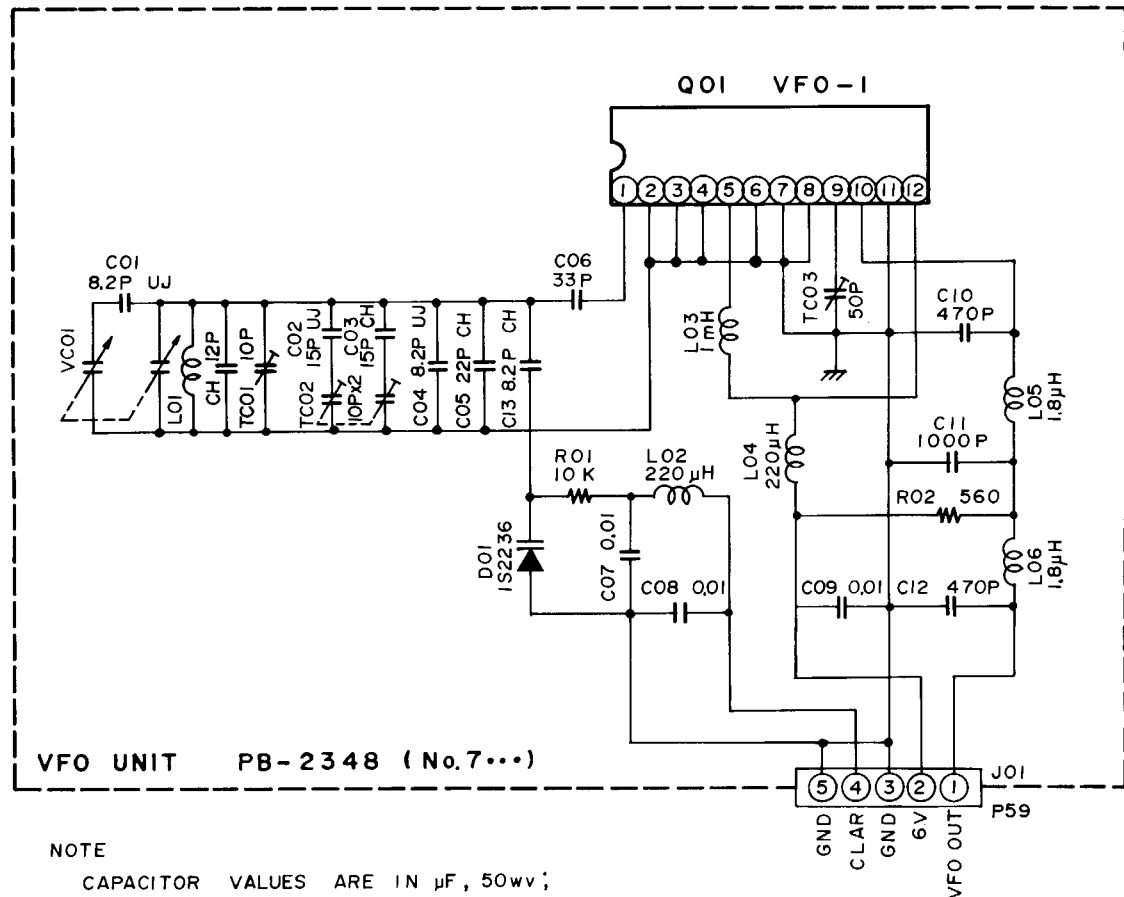 Q01 VFO-1
1 2 3 4 5 6 7 8 9 10 11 12
C01
8.2P UJ
C06
33P
VC01
L01
CH 12P
TC01 10P
C02
15P UJ
C03
15P CH
TC02
10PX2
C04 8.2P UJ
C05 22P CH
C13 8.2P CH
L03
1mH
TC03
50P
C10
470P
L05
1.8µH
C11
1000P
L04
220µH
R02 560
L06
1.8µH
R01
10K
L02
220µH
D01
1S2236
C07 0.01
C08 0.01
C09 0.01
C12 470P
VFO UNIT PB-2348 (No.7•••)
5 4 3 2 1
J01
P59
GND
CLAR
GND
6V
VFO OUT
NOTE
CAPACITOR VALUES ARE IN µF, 50wv;